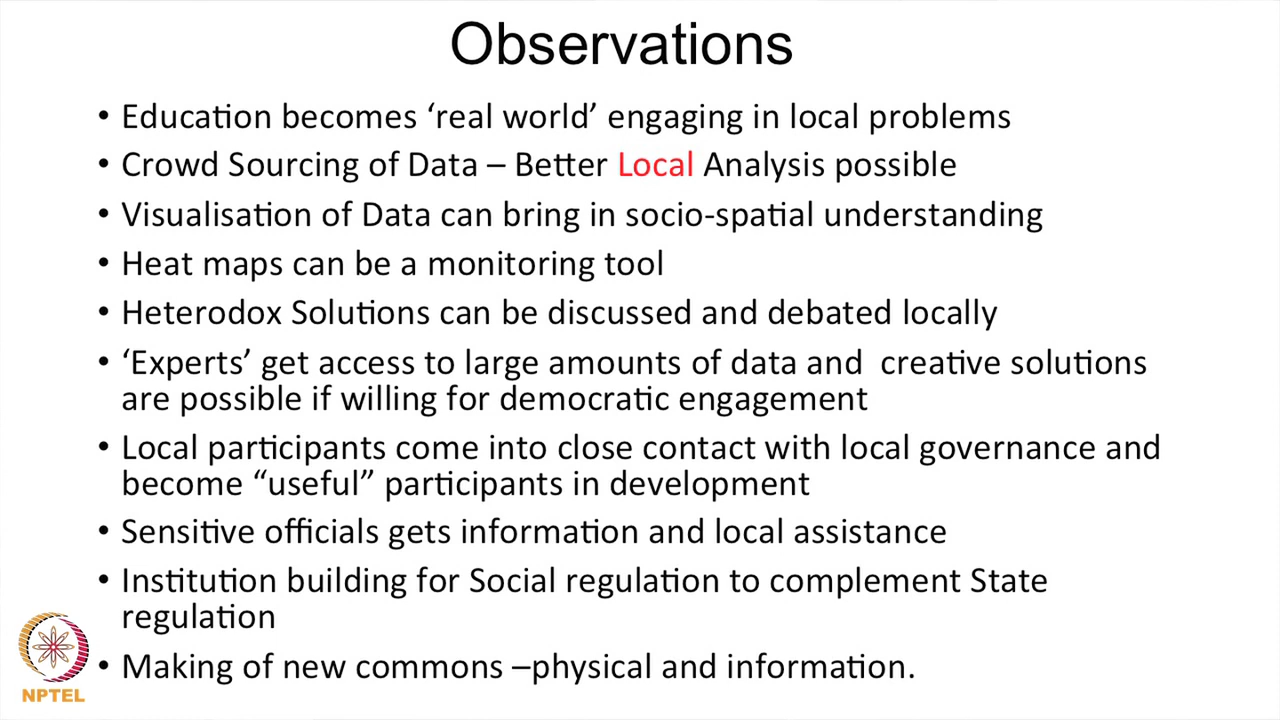 Observations
• Education becomes ‘real world’ engaging in local problems
• Crowd Sourcing of Data – Better Local Analysis possible
• Visualisation of Data can bring in socio-spatial understanding
• Heat maps can be a monitoring tool
• Heterodox Solutions can be discussed and debated locally
• ‘Experts’ get access to large amounts of data and  creative solutions
are possible if willing for democratic engagement
• Local participants come into close contact with local governance and
become “useful” participants in development
• Sensitive officials gets information and local assistance
• Institution building for Social regulation to complement State
regulation
• Making of new commons –physical and information.
NPTEL